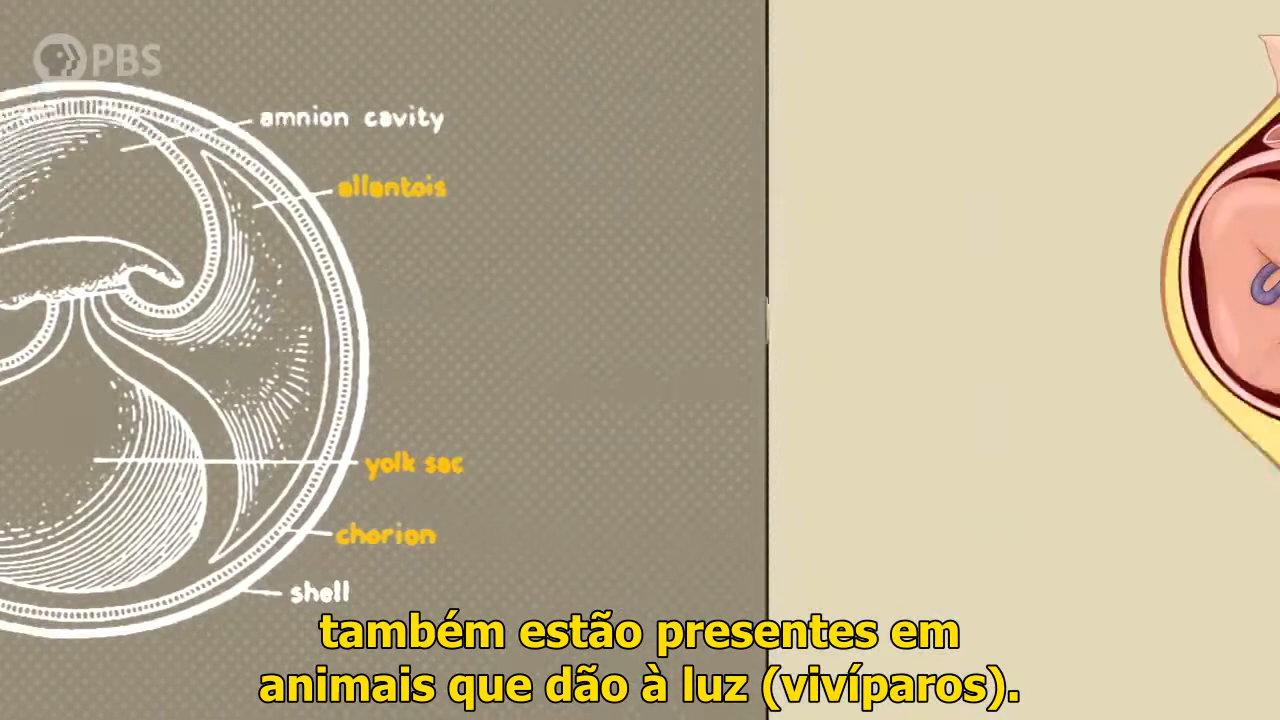 PBS
amnion cavity
allantois
yolk sac
chorion
shell
também estão presentes em
animais que dão à luz (vivíparos).